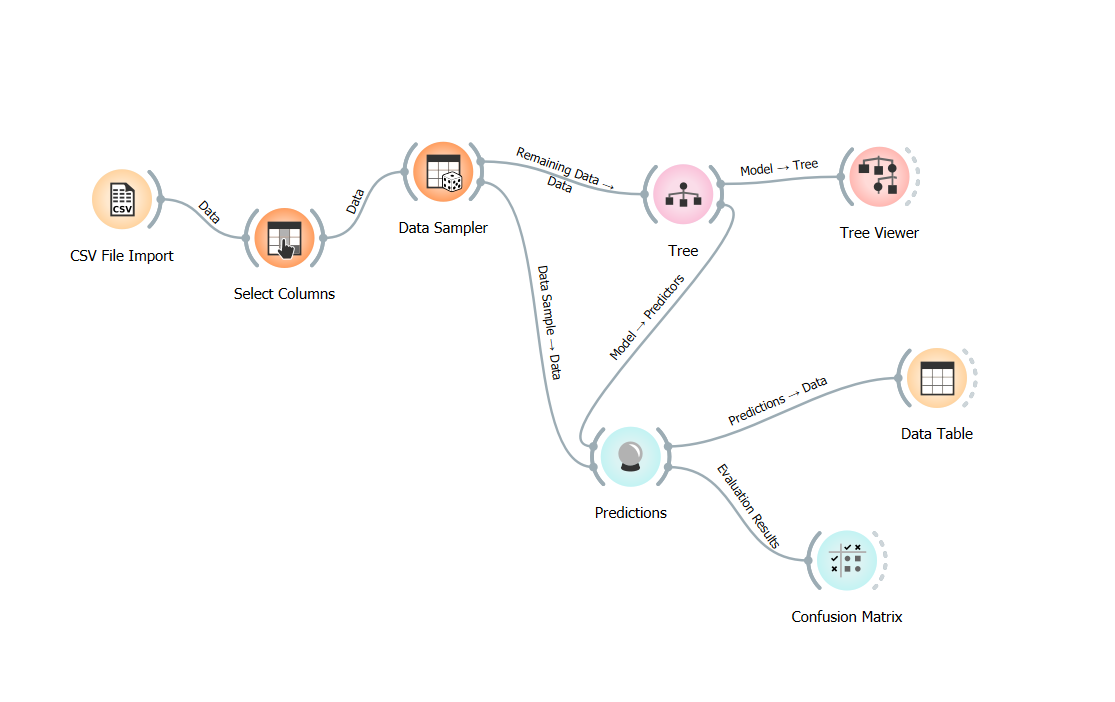 CSV
CSV File Import
Data
Select Columns
Data
Data Sampler
Remaining Data →
Data
Tree
Model → Tree
Tree Viewer
Data Sample → Data
Model → Predictors
Predictions
Predictions → Data
Data Table
Evaluation Results
Confusion Matrix